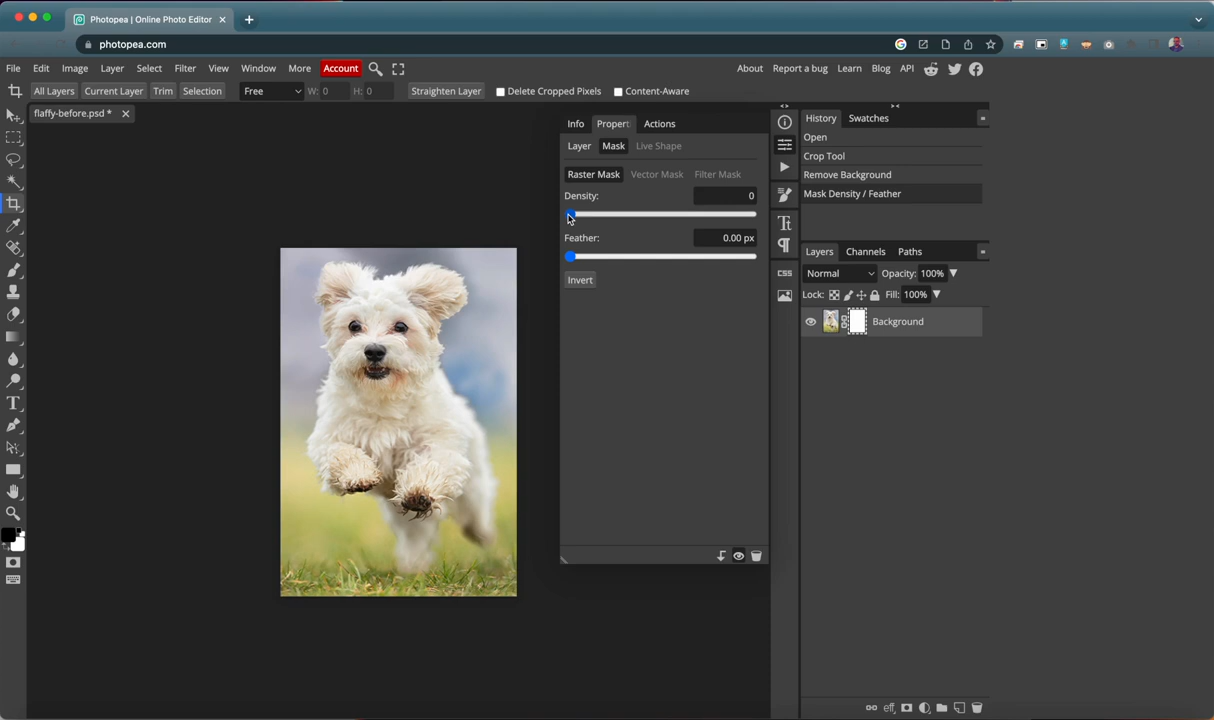 Photopea | Online Photo Editor
photopea.com
File Edit Image Layer Select Filter View Window More Account About Report a bug Learn Blog API
All Layers Current Layer Trim Selection Free W: 0 H: 0 Straighten Layer Delete Cropped Pixels Content-Aware
flaffy-before.psd *
Info Propert Actions
Layer Mask Live Shape
Raster Mask Vector Mask Filter Mask
Density: 0
Feather: 0.00 px
Invert
CSS
History Swatches
Open
Crop Tool
Remove Background
Mask Density / Feather
Layers Channels Paths
Normal Opacity: 100%
Lock: Fill: 100%
Background
eff